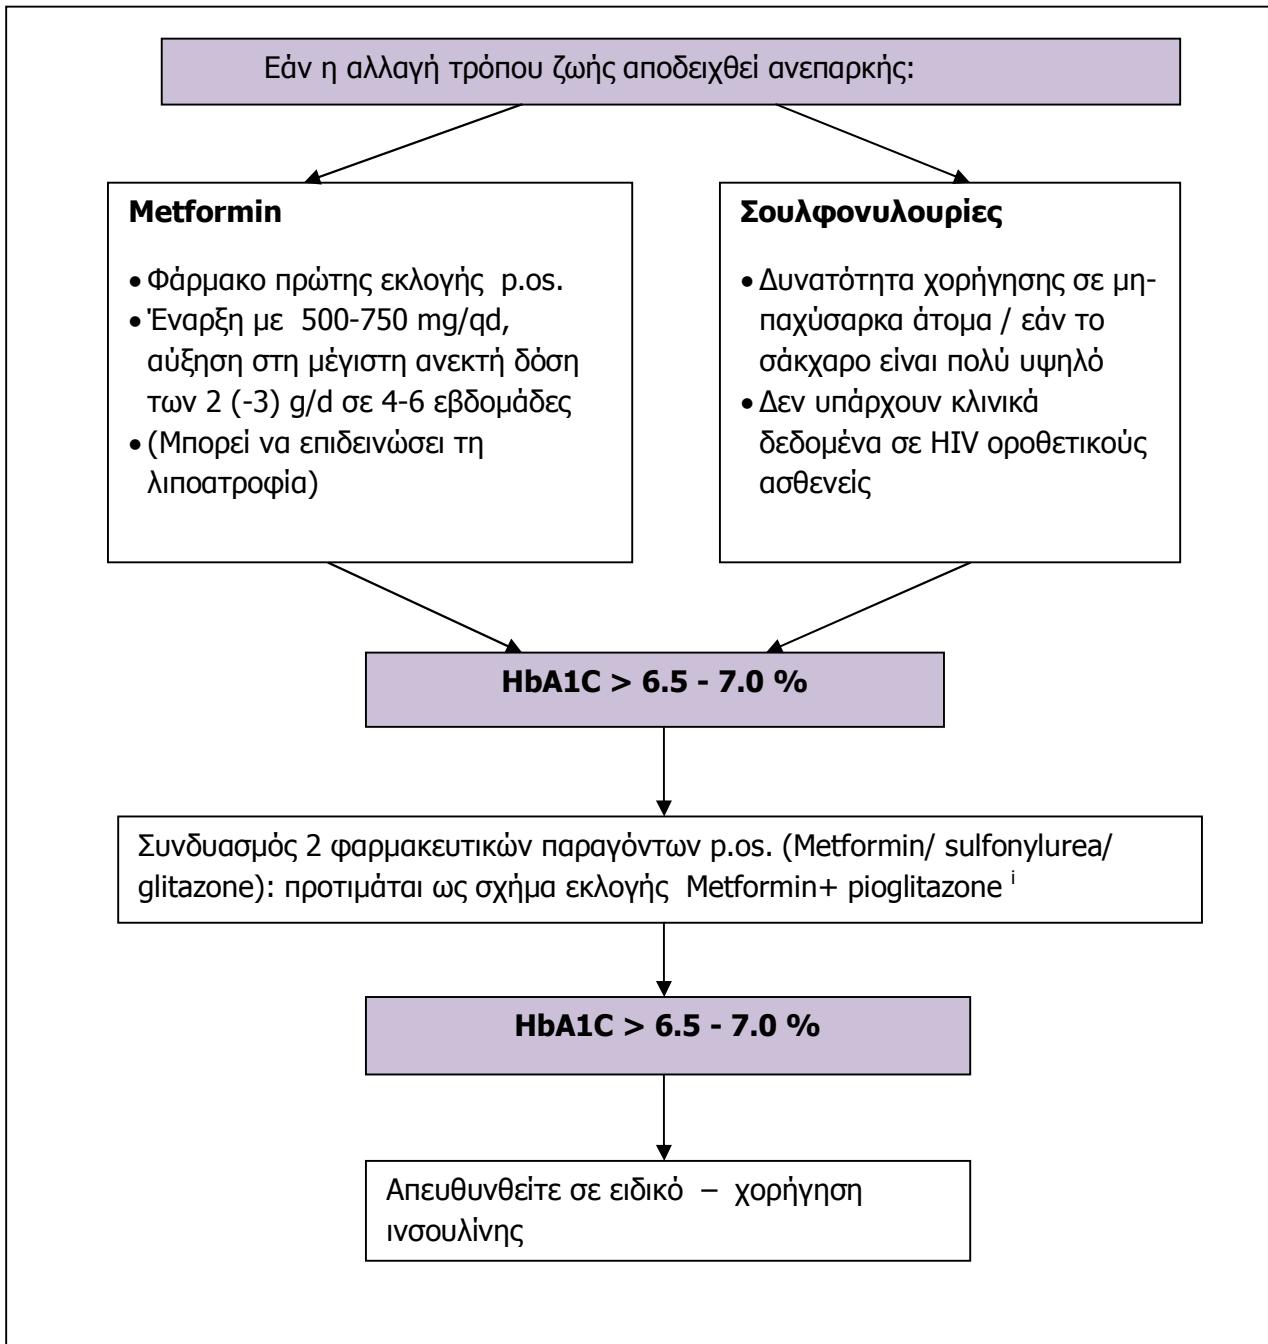 Εάν η αλλαγή τρόπου ζωής αποδειχθεί ανεπαρκής:
Metformin
• Φάρμακο πρώτης εκλογής p.os.
• Έναρξη με 500-750 mg/qd,
αύξηση στη μέγιστη ανεκτή δόση
των 2 (-3) g/d σε 4-6 εβδομάδες
• (Μπορεί να επιδεινώσει τη
λιποατροφία)
Σουλφονυλουρίες
• Δυνατότητα χορήγησης σε μη-
παχύσαρκα άτομα / εάν το
σάκχαρο είναι πολύ υψηλό
• Δεν υπάρχουν κλινικά
δεδομένα σε HIV οροθετικούς
ασθενείς
HbA1C > 6.5 - 7.0 %
Συνδυασμός 2 φαρμακευτικών παραγόντων p.os. (Metformin/ sulfonylurea/
glitazone): προτιμάται ως σχήμα εκλογής Metformin+ pioglitazone i
HbA1C > 6.5 - 7.0 %
Απευθυνθείτε σε ειδικό – χορήγηση
ινσουλίνης